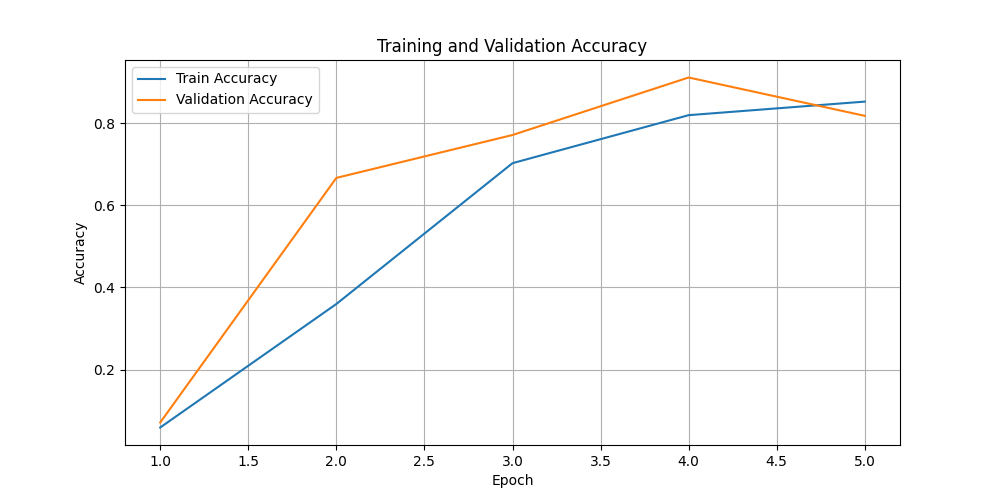 Training and Validation Accuracy
Train Accuracy
Validation Accuracy
Accuracy
0.8
0.6
0.4
0.2
1.0 1.5 2.0 2.5 3.0 3.5 4.0 4.5 5.0
Epoch